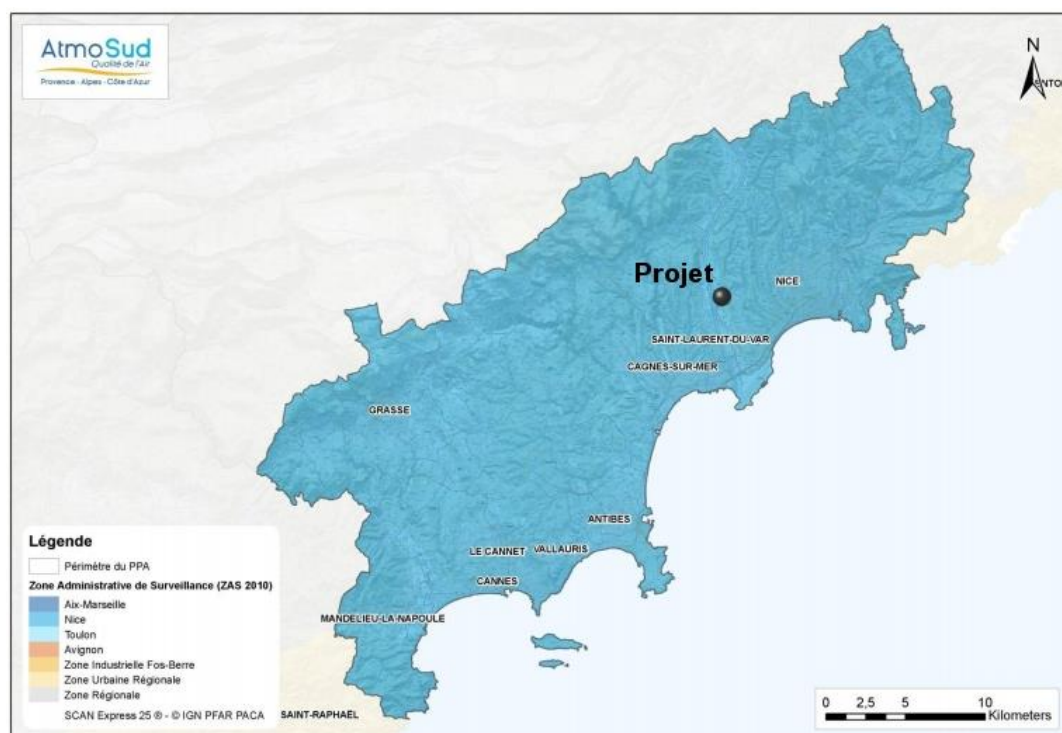 AtmoSud
Qualité de l'Air
Provence - Alpes - Côte d'Azur
N
ENTO
Projet
NICE
SAINT-LAURENT-DU-VAR
CAGNES-SUR-MER
GRASSE
ANTIBES
LE CANNET
VALLAURIS
CANNES
MANDELIEU-LA-NAPOULE
SAINT-RAPHAËL
Légende
Périmètre du PPA
Zone Administrative de Surveillance (ZAS 2010)
Aix-Marseille
Nice
Toulon
Avignon
Zone Industrielle Fos-Berre
Zone Urbaine Régionale
Zone Régionale
SCAN Express 25 ® - © IGN PFAR PACA
0 2,5 5 10
Kilometers